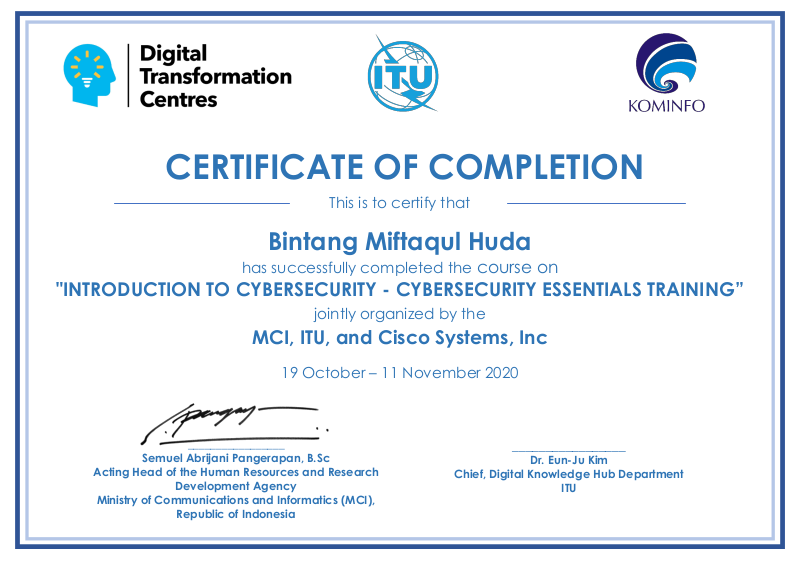 Digital
Transformation
Centres
ITU
KOMINFO
CERTIFICATE OF COMPLETION
This is to certify that
Bintang Miftaqul Huda
has successfully completed the course on
"INTRODUCTION TO CYBERSECURITY - CYBERSECURITY ESSENTIALS TRAINING”
jointly organized by the
MCI, ITU, and Cisco Systems, Inc
19 October – 11 November 2020
Semuel Abrijani Pangerapan, B.Sc
Acting Head of the Human Resources and Research
Development Agency
Ministry of Communications and Informatics (MCI),
Republic of Indonesia
Dr. Eun-Ju Kim
Chief, Digital Knowledge Hub Department
ITU